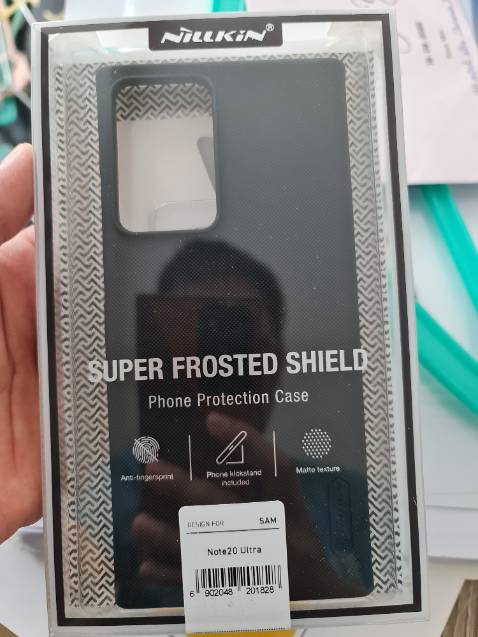 NILLKIN®
SUPER FROSTED SHIELD
Phone Protection Case
Anti-fingerprint
Phone kickstand
included
Matte texture
DESIGN FOR SAM
Note20 Ultra
6 902048 201828